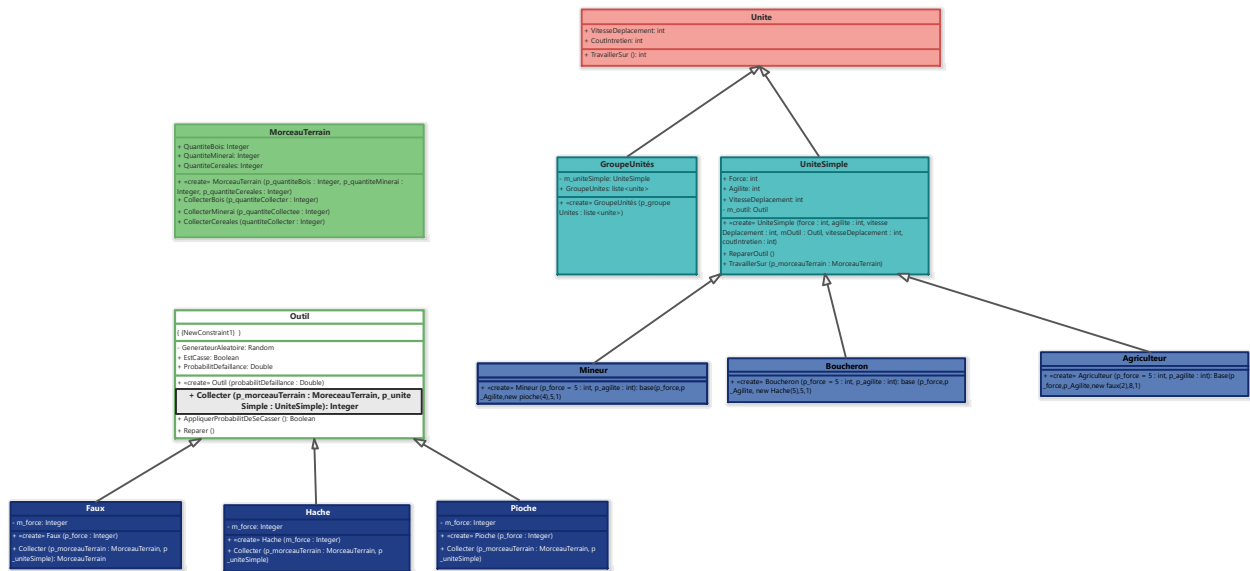 Unite
+ VitesseDeplacement: int
+ CoutIntretien: int
+ TravaillerSur (): int
MorceauTerrain
+ QuantiteBois: Integer
+ QuantiteMinerai: Integer
+ QuantiteCereales: Integer
+ «create» MorceauTerrain (p_quantiteBois : Integer, p_quantiteMinerai :
Integer, p_quantiteCereales : Integer)
+ CollecterBois (p_quantiteCollecter : Integer)
+ CollecterMinerai (p_quantiteCollectee : Integer)
+ CollecterCereales (quantiteCollecter : Integer)
GroupeUnités
- m_uniteSimple: UniteSimple
+ GroupeUnites: liste<unite>
+ «create» GroupeUnités (p_groupe
Unites : liste<unite>)
UniteSimple
+ Force: int
+ Agilite: int
+ VitesseDeplacement: int
- m_outil: Outil
+ «create» UniteSimple (force : int, agilite : int, vitesse
Deplacement : int, mOutil : Outil, vitesseDeplacement : int,
coutIntretien : int)
+ ReparerOutil ()
+ TravaillerSur (p_morceauTerrain : MorceauTerrain)
Outil
{ (NewConstraint1) }
- GenerateurAleatoire: Random
+ EstCasse: Boolean
+ ProbabilitDefaillance: Double
+ «create» Outil (probabilitDefaillance : Double)
+ Collecter (p_morceauTerrain : MoreceauTerrain, p_unite
Simple : UniteSimple): Integer
+ AppliquerProbabilitDeSeCasser (): Boolean
+ Reparer ()
Mineur
+ «create» Mineur (p_force = 5 : int, p_agilite : int): base(p_force,p
_Agilite,new pioche(4),5,1)
Boucheron
+ «create» Boucheron (p_force = 5 : int, p_agilite : int): base (p_force,p
_Agilite, new Hache(5),5,1)
Agriculteur
+ «create» Agriculteur (p_force = 5 : int, p_agilite : int): Base(p
_force,p_Agilite,new faux(2),8,1)
Faux
- m_force: Integer
+ «create» Faux (p_force : Integer)
+ Collecter (p_morceauTerrain : MorceauTerrain, p
_uniteSimple): MorceauTerrain
Hache
- m_force: Integer
+ «create» Hache (m_force : Integer)
+ Collecter (p_morceauTerrain : MorceauTerrain, p
_uniteSimple)
Pioche
- m_force: Integer
+ «create» Pioche (p_force : Integer)
+ Collecter (p_morceauTerrain : MorceauTerrain, p
_uniteSimple)